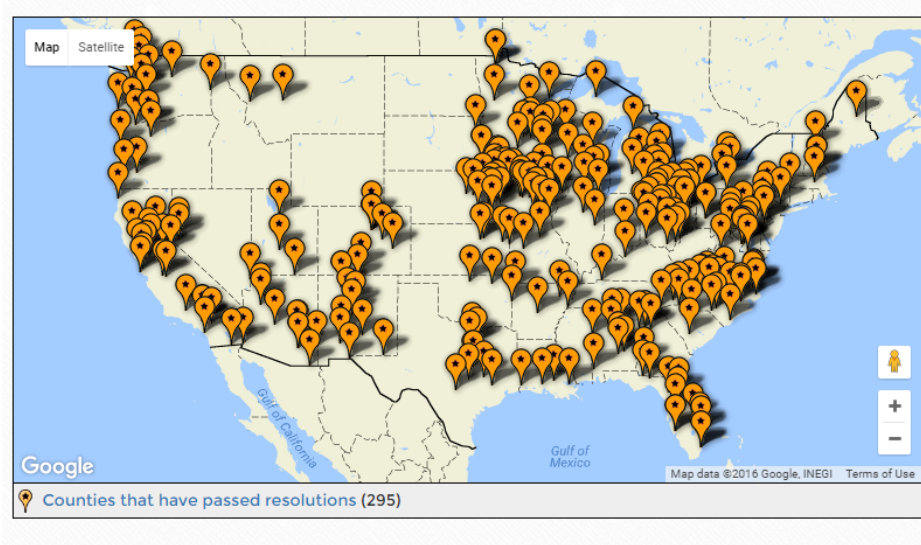 Map Satellite
Gulf of California
Gulf of
Mexico
Google
Map data ©2016 Google, INEGI Terms of Use
Counties that have passed resolutions (295)